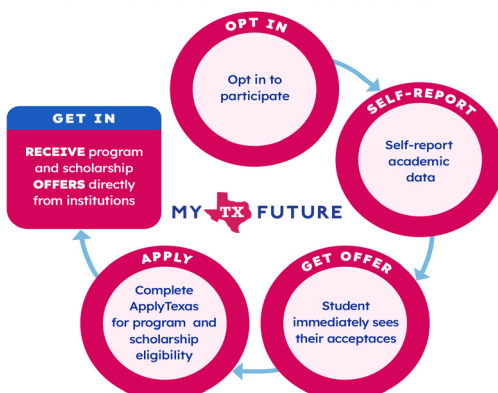 OPT IN
Opt in to
participate
SELF-REPORT
Self-report
academic
data
GET OFFER
Student
immediately sees
their acceptaces
APPLY
Complete
ApplyTexas
for program and
scholarship
eligibility
GET IN
RECEIVE program
and scholarship
OFFERS directly
from institutions
MY TX FUTURE